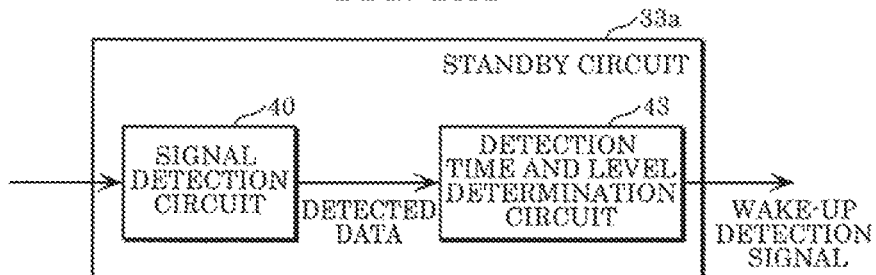 33a
STANDBY CIRCUIT
40
43
SIGNAL
DETECTION
CIRCUIT
DETECTED
DATA
DETECTION
TIME AND LEVEL
DETERMINATION
CIRCUIT
WAKE-UP
DETECTION
SIGNAL